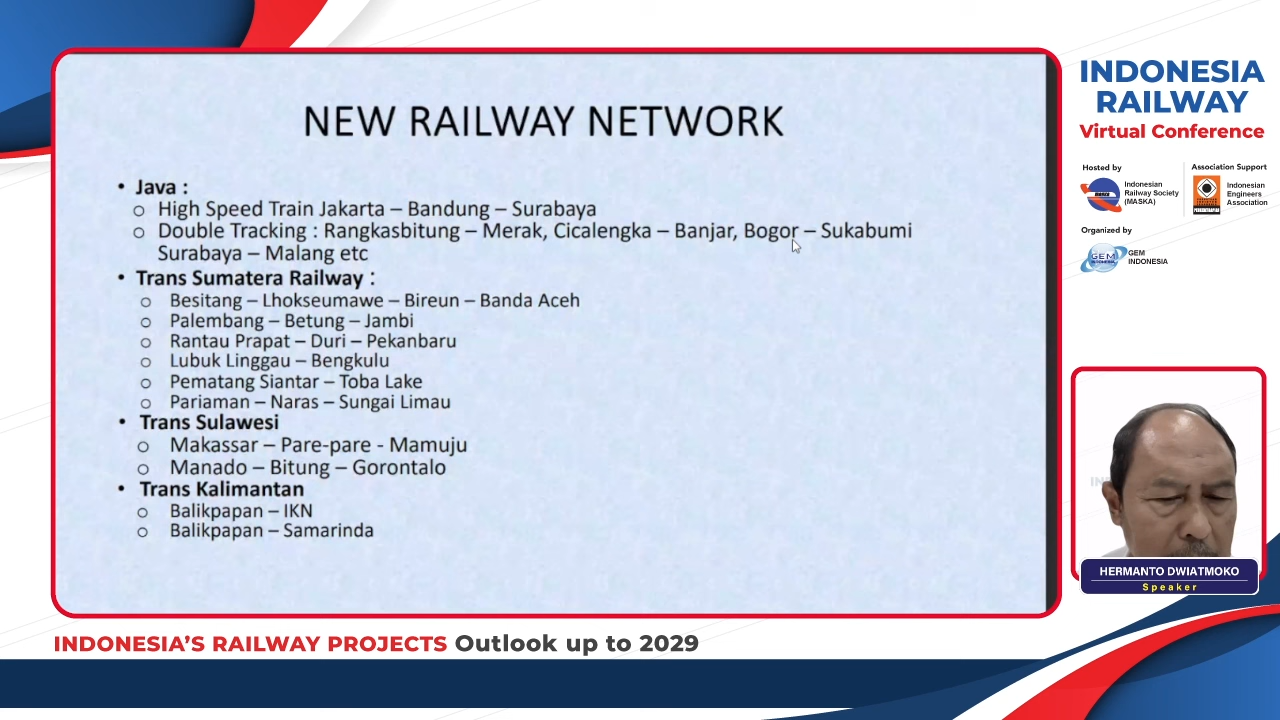 NEW RAILWAY NETWORK
• Java :
o High Speed Train Jakarta – Bandung – Surabaya
o Double Tracking : Rangkasbitung – Merak, Cicalengka – Banjar, Bogor – Sukabumi
Surabaya – Malang etc
• Trans Sumatera Railway :
o Besitang – Lhokseumawe – Bireun – Banda Aceh
o Palembang – Betung – Jambi
o Rantau Prapat – Duri – Pekanbaru
o Lubuk Linggau – Bengkulu
o Pematang Siantar – Toba Lake
o Pariaman – Naras – Sungai Limau
• Trans Sulawesi
o Makassar – Pare-pare - Mamuju
o Manado – Bitung – Gorontalo
• Trans Kalimantan
o Balikpapan – IKN
o Balikpapan – Samarinda
INDONESIA
RAILWAY
Virtual Conference
Hosted by
Indonesian
Railway Society
(MASKA)
Association Support
Indonesian
Engineers
Association
Organized by
GEM
GEM
INDONESIA
HERMANTO DWIATMOKO
Speaker
INDONESIA'S RAILWAY PROJECTS Outlook up to 2029